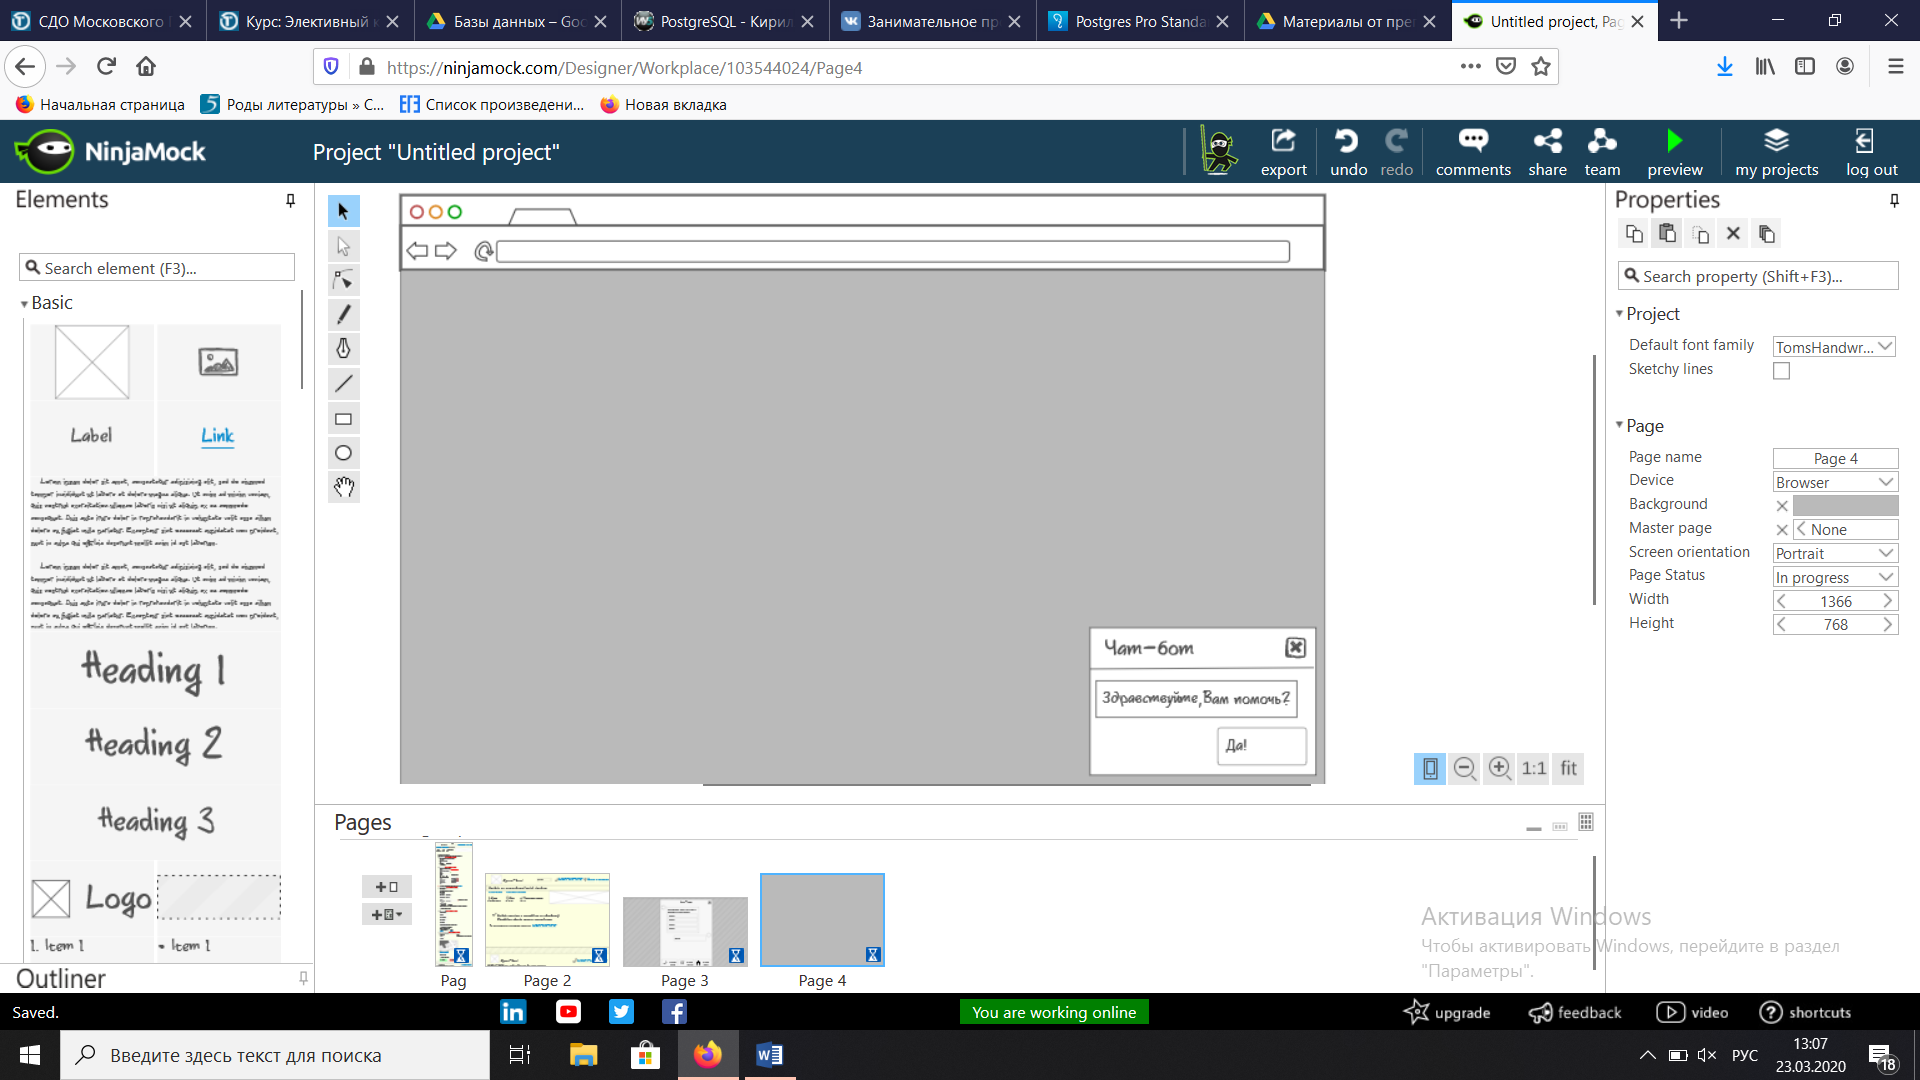 СДО Московского
Курс: Элективный к
Базы данных – Goo
PostgreSQL - Кирил
Занимательное пр
Postgres Pro Standa
Материалы от пре
Untitled project, Pag
https://ninjamock.com/Designer/Workplace/103544024/Page4
Начальная страница
Роды литературы » С...
Список произведени...
Новая вкладка
NinjaMock
Project "Untitled project"
export
undo
redo
comments
share
team
preview
my projects
log out
Elements
Search element (F3)...
Basic
Label
Link
Heading 1
Heading 2
Heading 3
Logo
1. Item 1
• Item 1
Outliner
Чат-бот
Здравствуйте,Вам помочь?
Да!
1:1
fit
Properties
Search property (Shift+F3)...
Project
Default font family
TomsHandwr...
Sketchy lines
Page
Page name
Page 4
Device
Browser
Background
Master page
None
Screen orientation
Portrait
Page Status
In progress
Width
1366
Height
768
Pages
Pag
Page 2
Page 3
Page 4
Активация Windows
Чтобы активировать Windows, перейдите в раздел
"Параметры".
Saved.
You are working online
upgrade
feedback
video
shortcuts
Введите здесь текст для поиска
РУС
13:07
23.03.2020
18